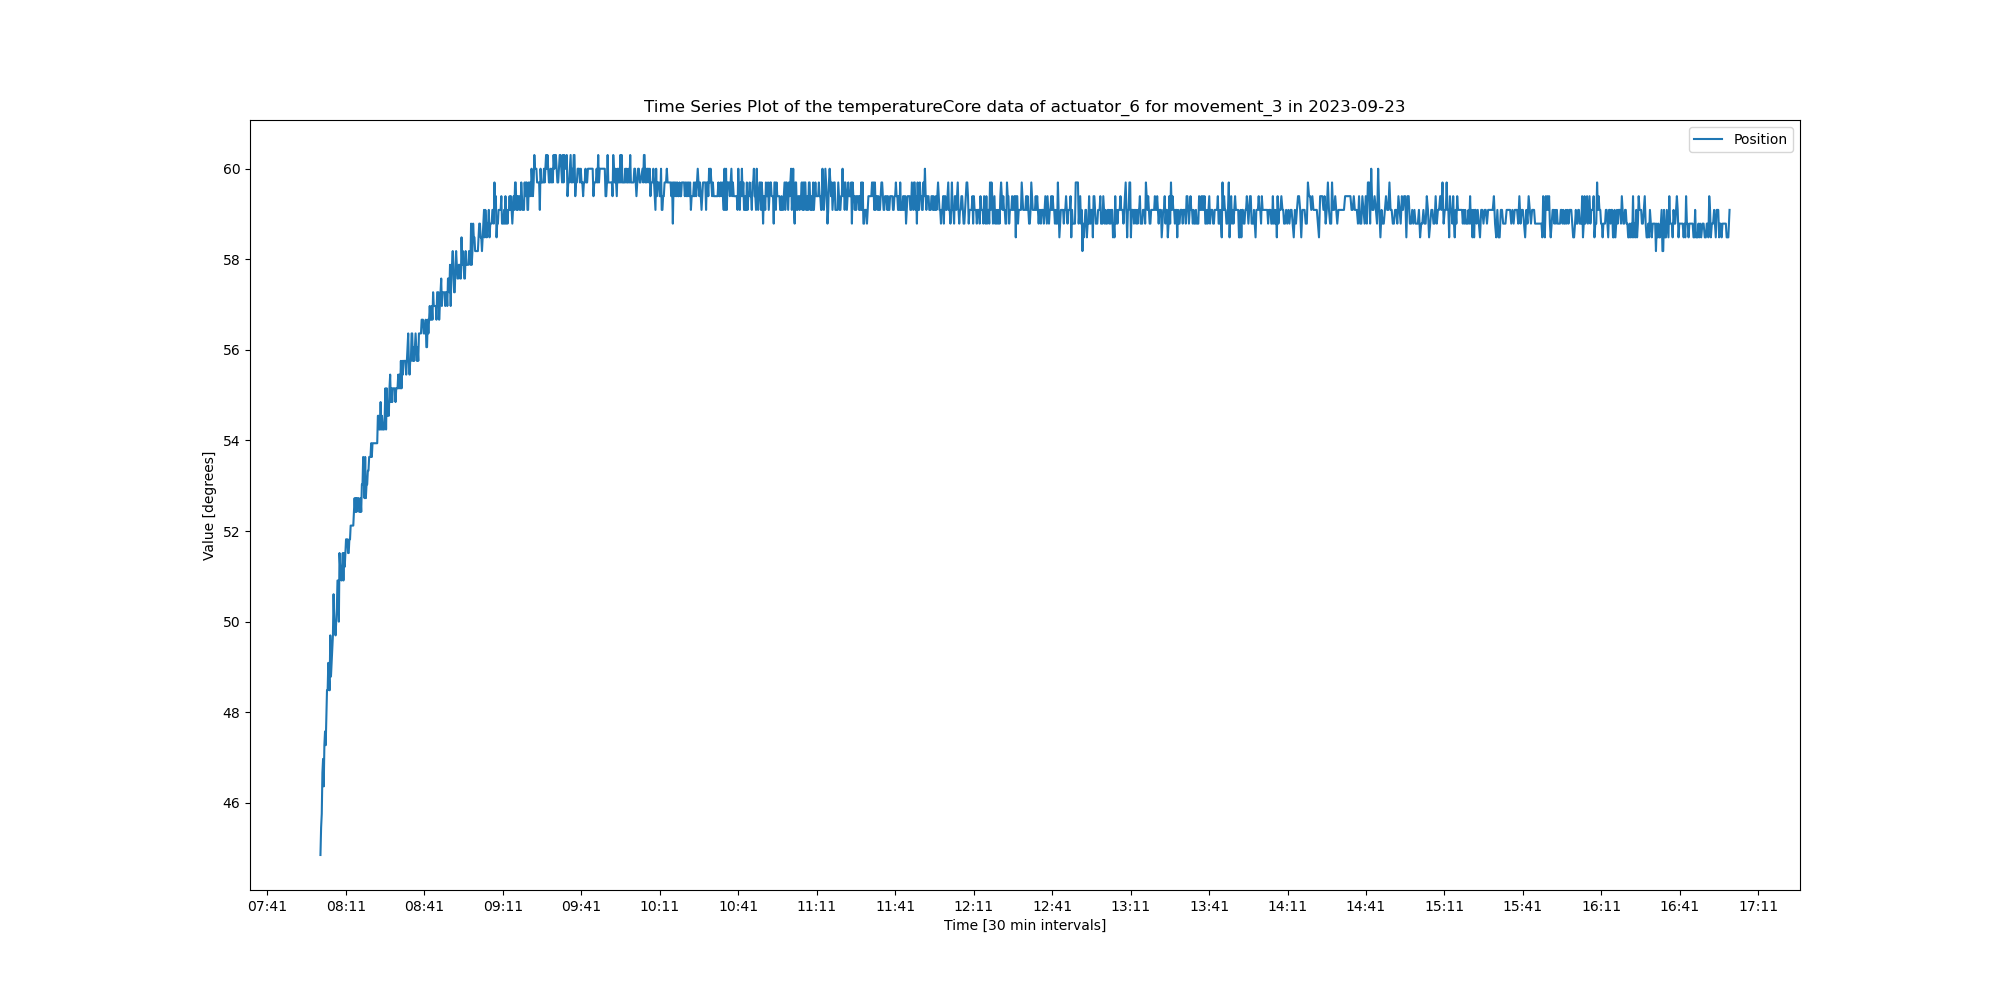 Time Series Plot of the temperatureCore data of actuator_6 for movement_3 in 2023-09-23
Position
60
58
56
54
52
50
48
46
Value [degrees]
07:41 08:11 08:41 09:11 09:41 10:11 10:41 11:11 11:41 12:11 12:41 13:11 13:41 14:11 14:41 15:11 15:41 16:11 16:41 17:11
Time [30 min intervals]